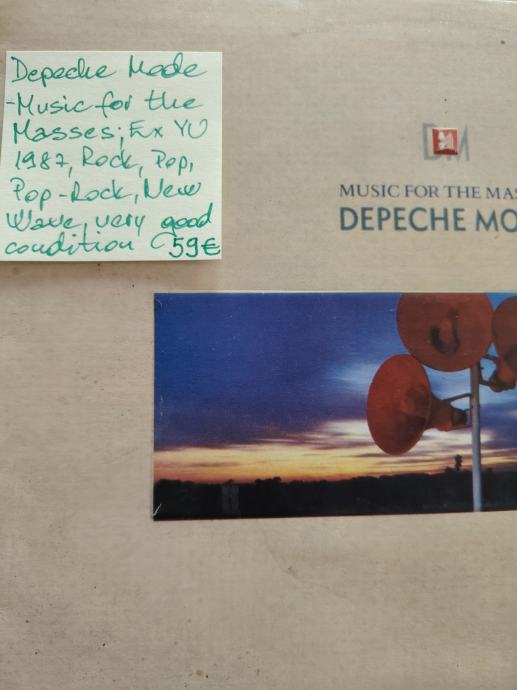 Depeche Mode
-Music for the
Masses; Ex YU
1987, Rock, Pop,
Pop-Rock, New
Wave, very good
condition 59€
DM
MUSIC FOR THE MAS
DEPECHE MO